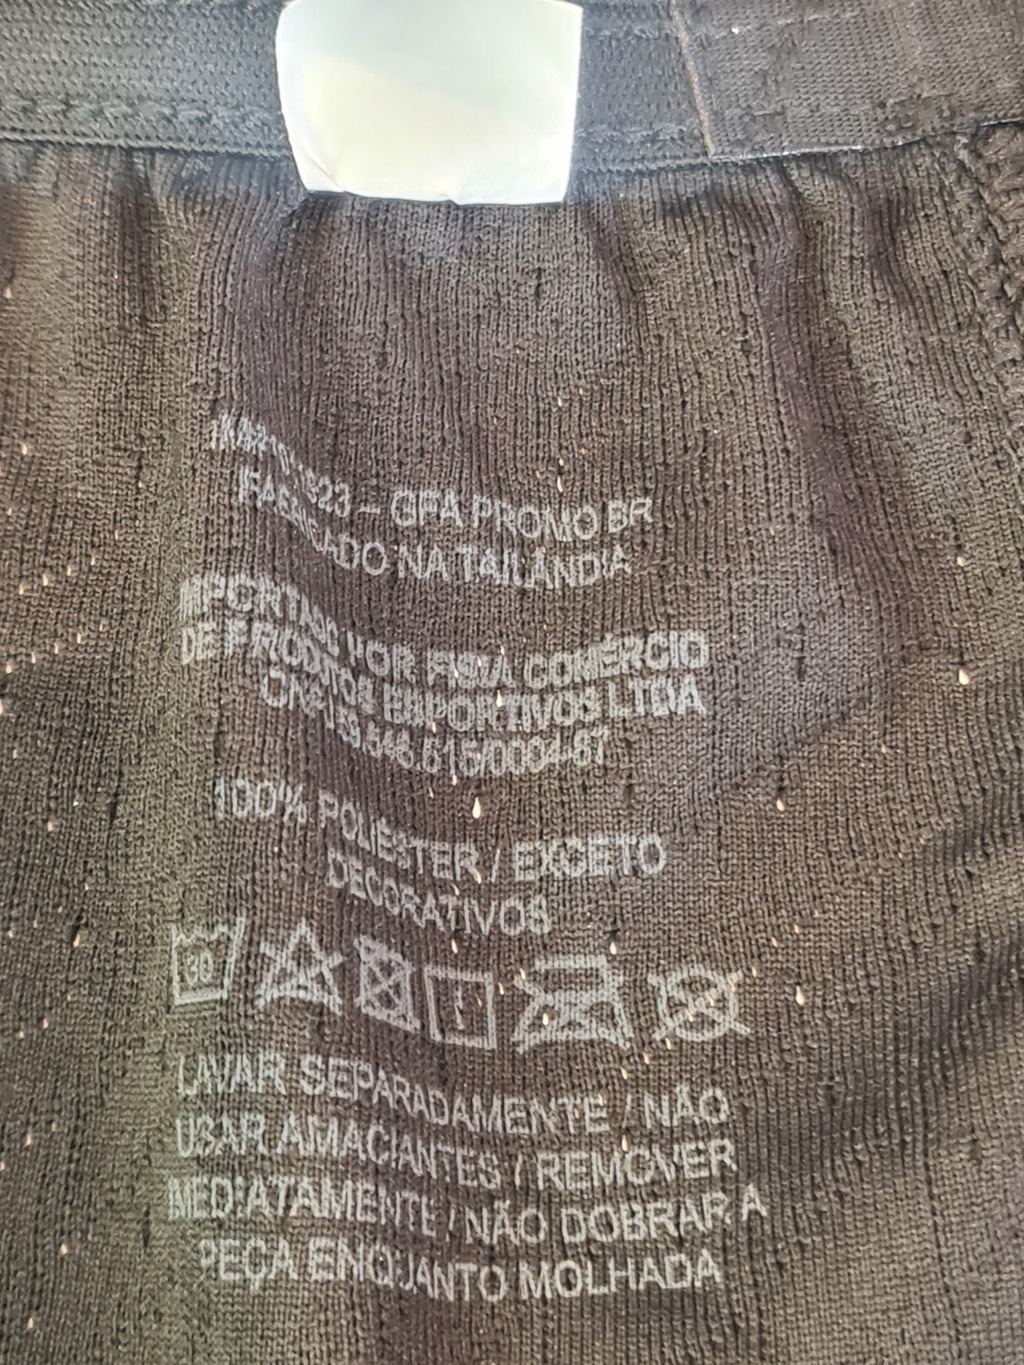 GFA PROMO BR
FABRICADO NA TAILÂNDIA
IMPORTADO POR FISIA COMÉRCIO
DE PRODUTOS ESPORTIVOS LTDA
100% POLIÉSTER / EXCETO
DECORATIVOS
30
LAVAR SEPARADAMENTE / NÃO
USAR AMACIANTES / REMOVER
IMEDIATAMENTE / NÃO DOBRAR A
PEÇA ENQUANTO MOLHADA